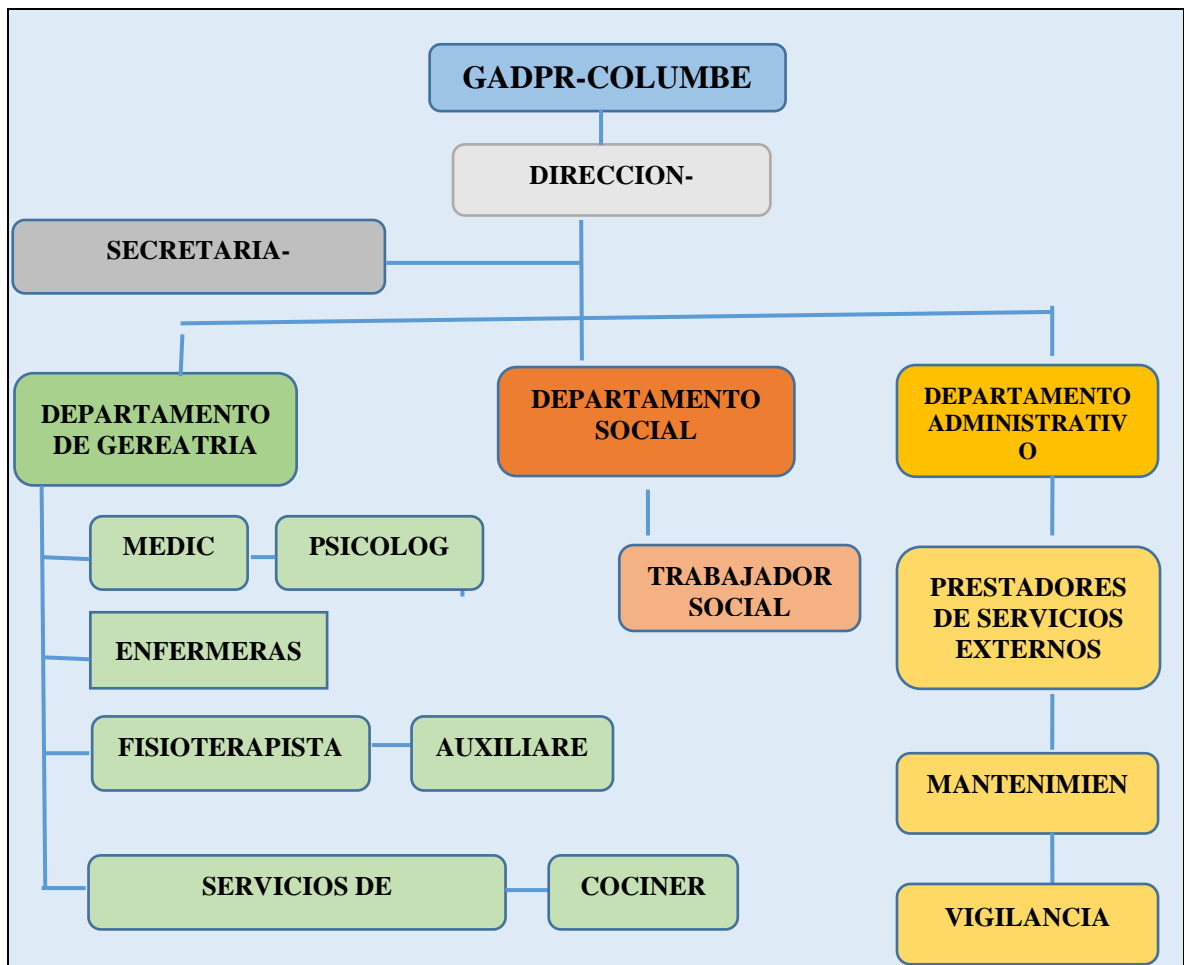 GADPR-COLUMBE
DIRECCION-
SECRETARIA-
DEPARTAMENTO
DE GEREATRIA
DEPARTAMENTO
SOCIAL
DEPARTAMENTO
ADMINISTRATIV
O
MEDIC
PSICOLOG
ENFERMERAS
FISIOTERAPISTA
AUXILIARE
SERVICIOS DE
COCINER
TRABAJADOR
SOCIAL
PRESTADORES
DE SERVICIOS
EXTERNOS
MANTENIMIEN
VIGILANCIA